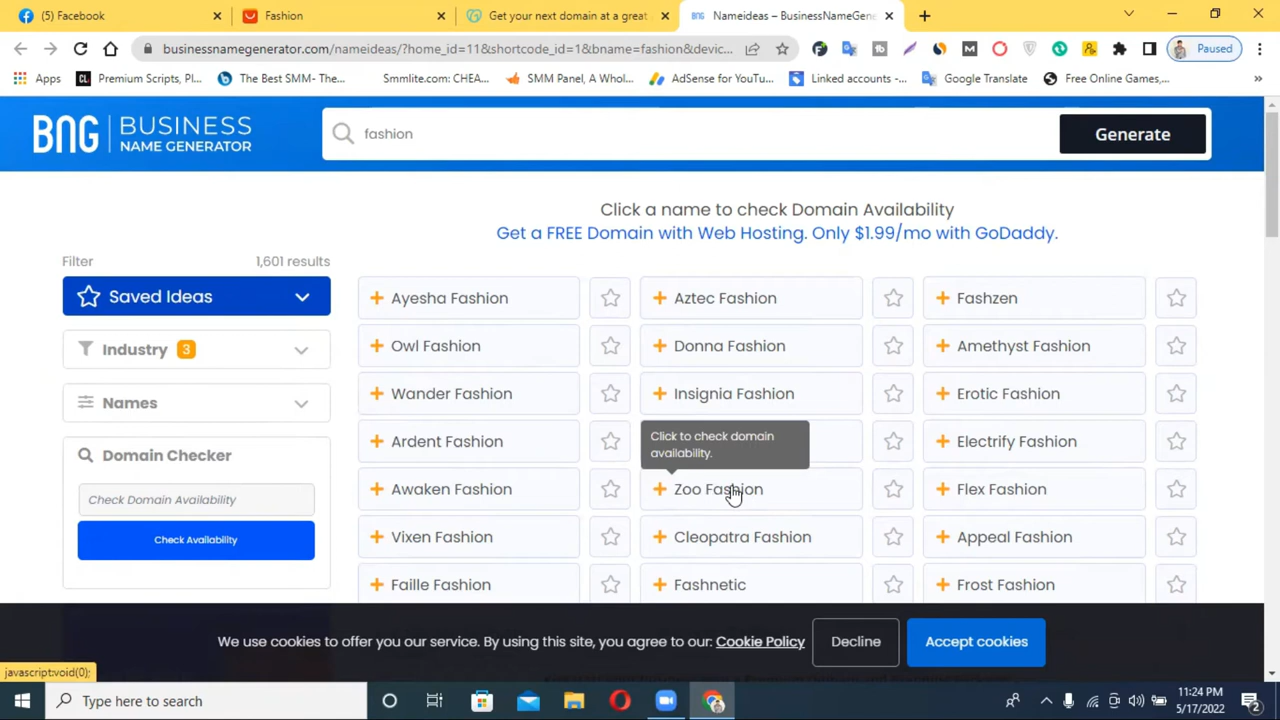 (5) Facebook
Fashion
Get your next domain at a great
BNG Nameideas – BusinessNameGene
businessnamegenerator.com/nameideas/?home_id=11&shortcode_id=1&bname=fashion&devic...
Paused
Apps
Premium Scripts, Pl...
The Best SMM- The...
Smmlite.com: CHEA...
SMM Panel, A Whol...
AdSense for YouTu...
Linked accounts -...
Google Translate
Free Online Games,...
»
BNG BUSINESS
NAME GENERATOR
fashion
Generate
Click a name to check Domain Availability
Get a FREE Domain with Web Hosting. Only $1.99/mo with GoDaddy.
Filter
1,601 results
Saved Ideas
Industry 3
Names
Domain Checker
Check Domain Availability
Check Availability
+ Ayesha Fashion
+ Aztec Fashion
+ Fashzen
+ Owl Fashion
+ Donna Fashion
+ Amethyst Fashion
+ Wander Fashion
+ Insignia Fashion
+ Erotic Fashion
+ Ardent Fashion
Click to check domain
availability.
+ Electrify Fashion
+ Awaken Fashion
+ Zoo Fashion
+ Flex Fashion
+ Vixen Fashion
+ Cleopatra Fashion
+ Appeal Fashion
+ Faille Fashion
+ Fashnetic
+ Frost Fashion
We use cookies to offer you our service. By using this site, you agree to our: Cookie Policy
Decline
Accept cookies
javascript:void(0);
Type here to search
11:24 PM
5/17/2022
2